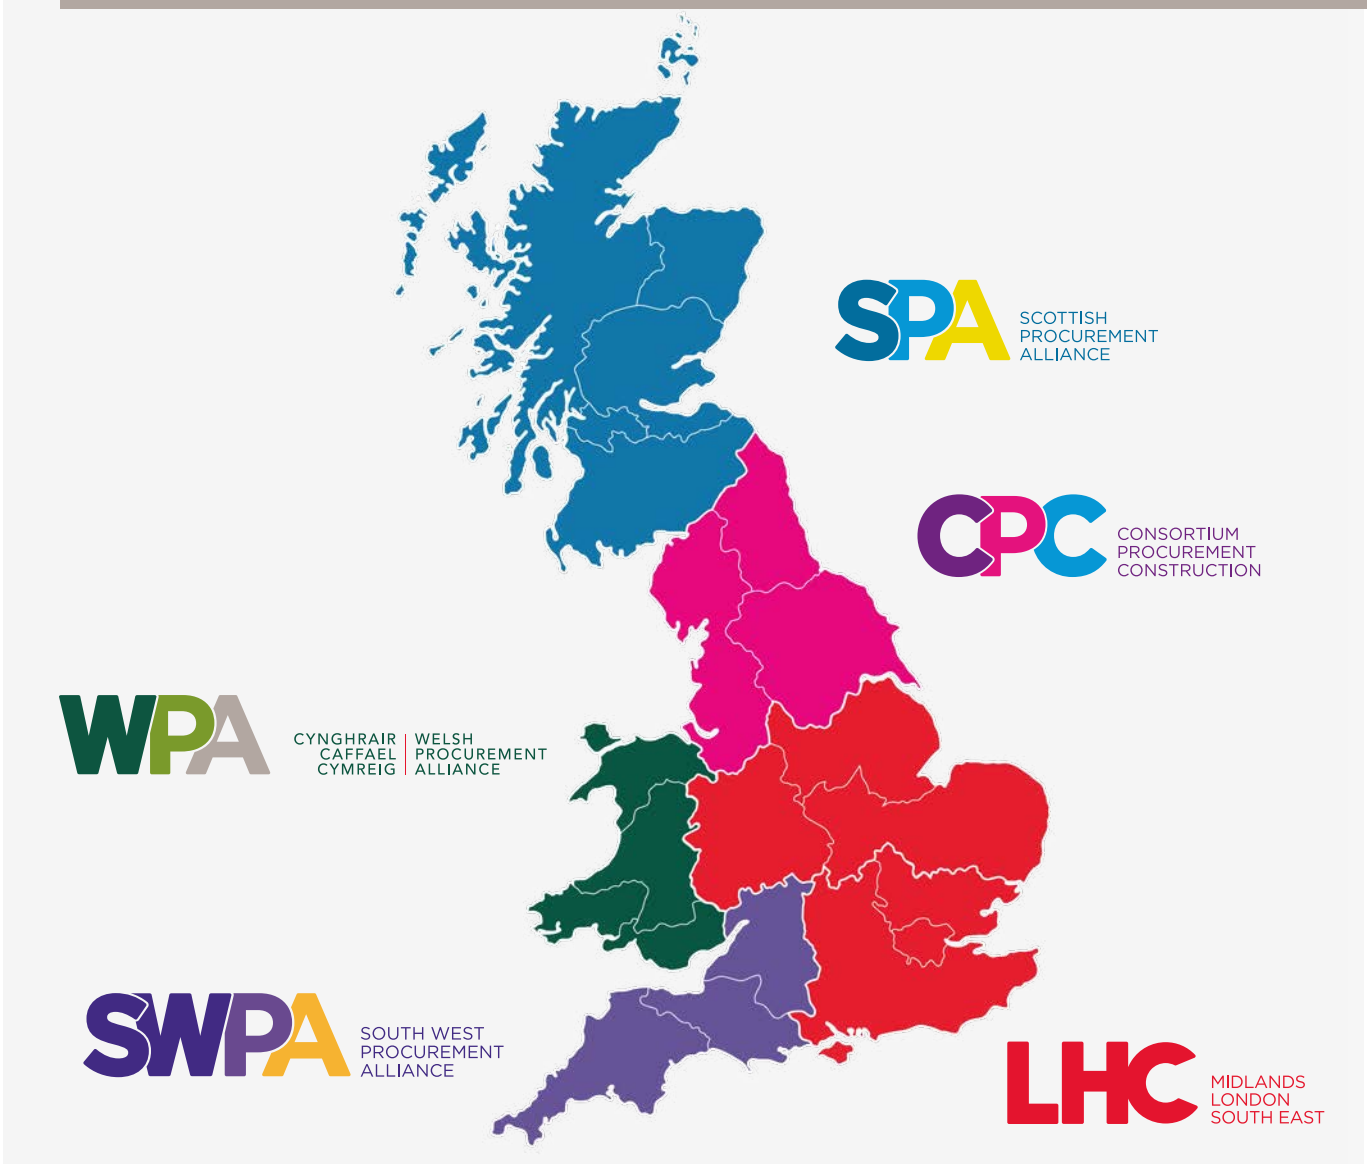 SPA
SCOTTISH
PROCUREMENT
ALLIANCE
CPC
CONSORTIUM
PROCUREMENT
CONSTRUCTION
WPA
CYNGHRAIR
CAFFAEL
CYMREIG
WELSH
PROCUREMENT
ALLIANCE
SWPA
SOUTH WEST
PROCUREMENT
ALLIANCE
LHC
MIDLANDS
LONDON
SOUTH EAST